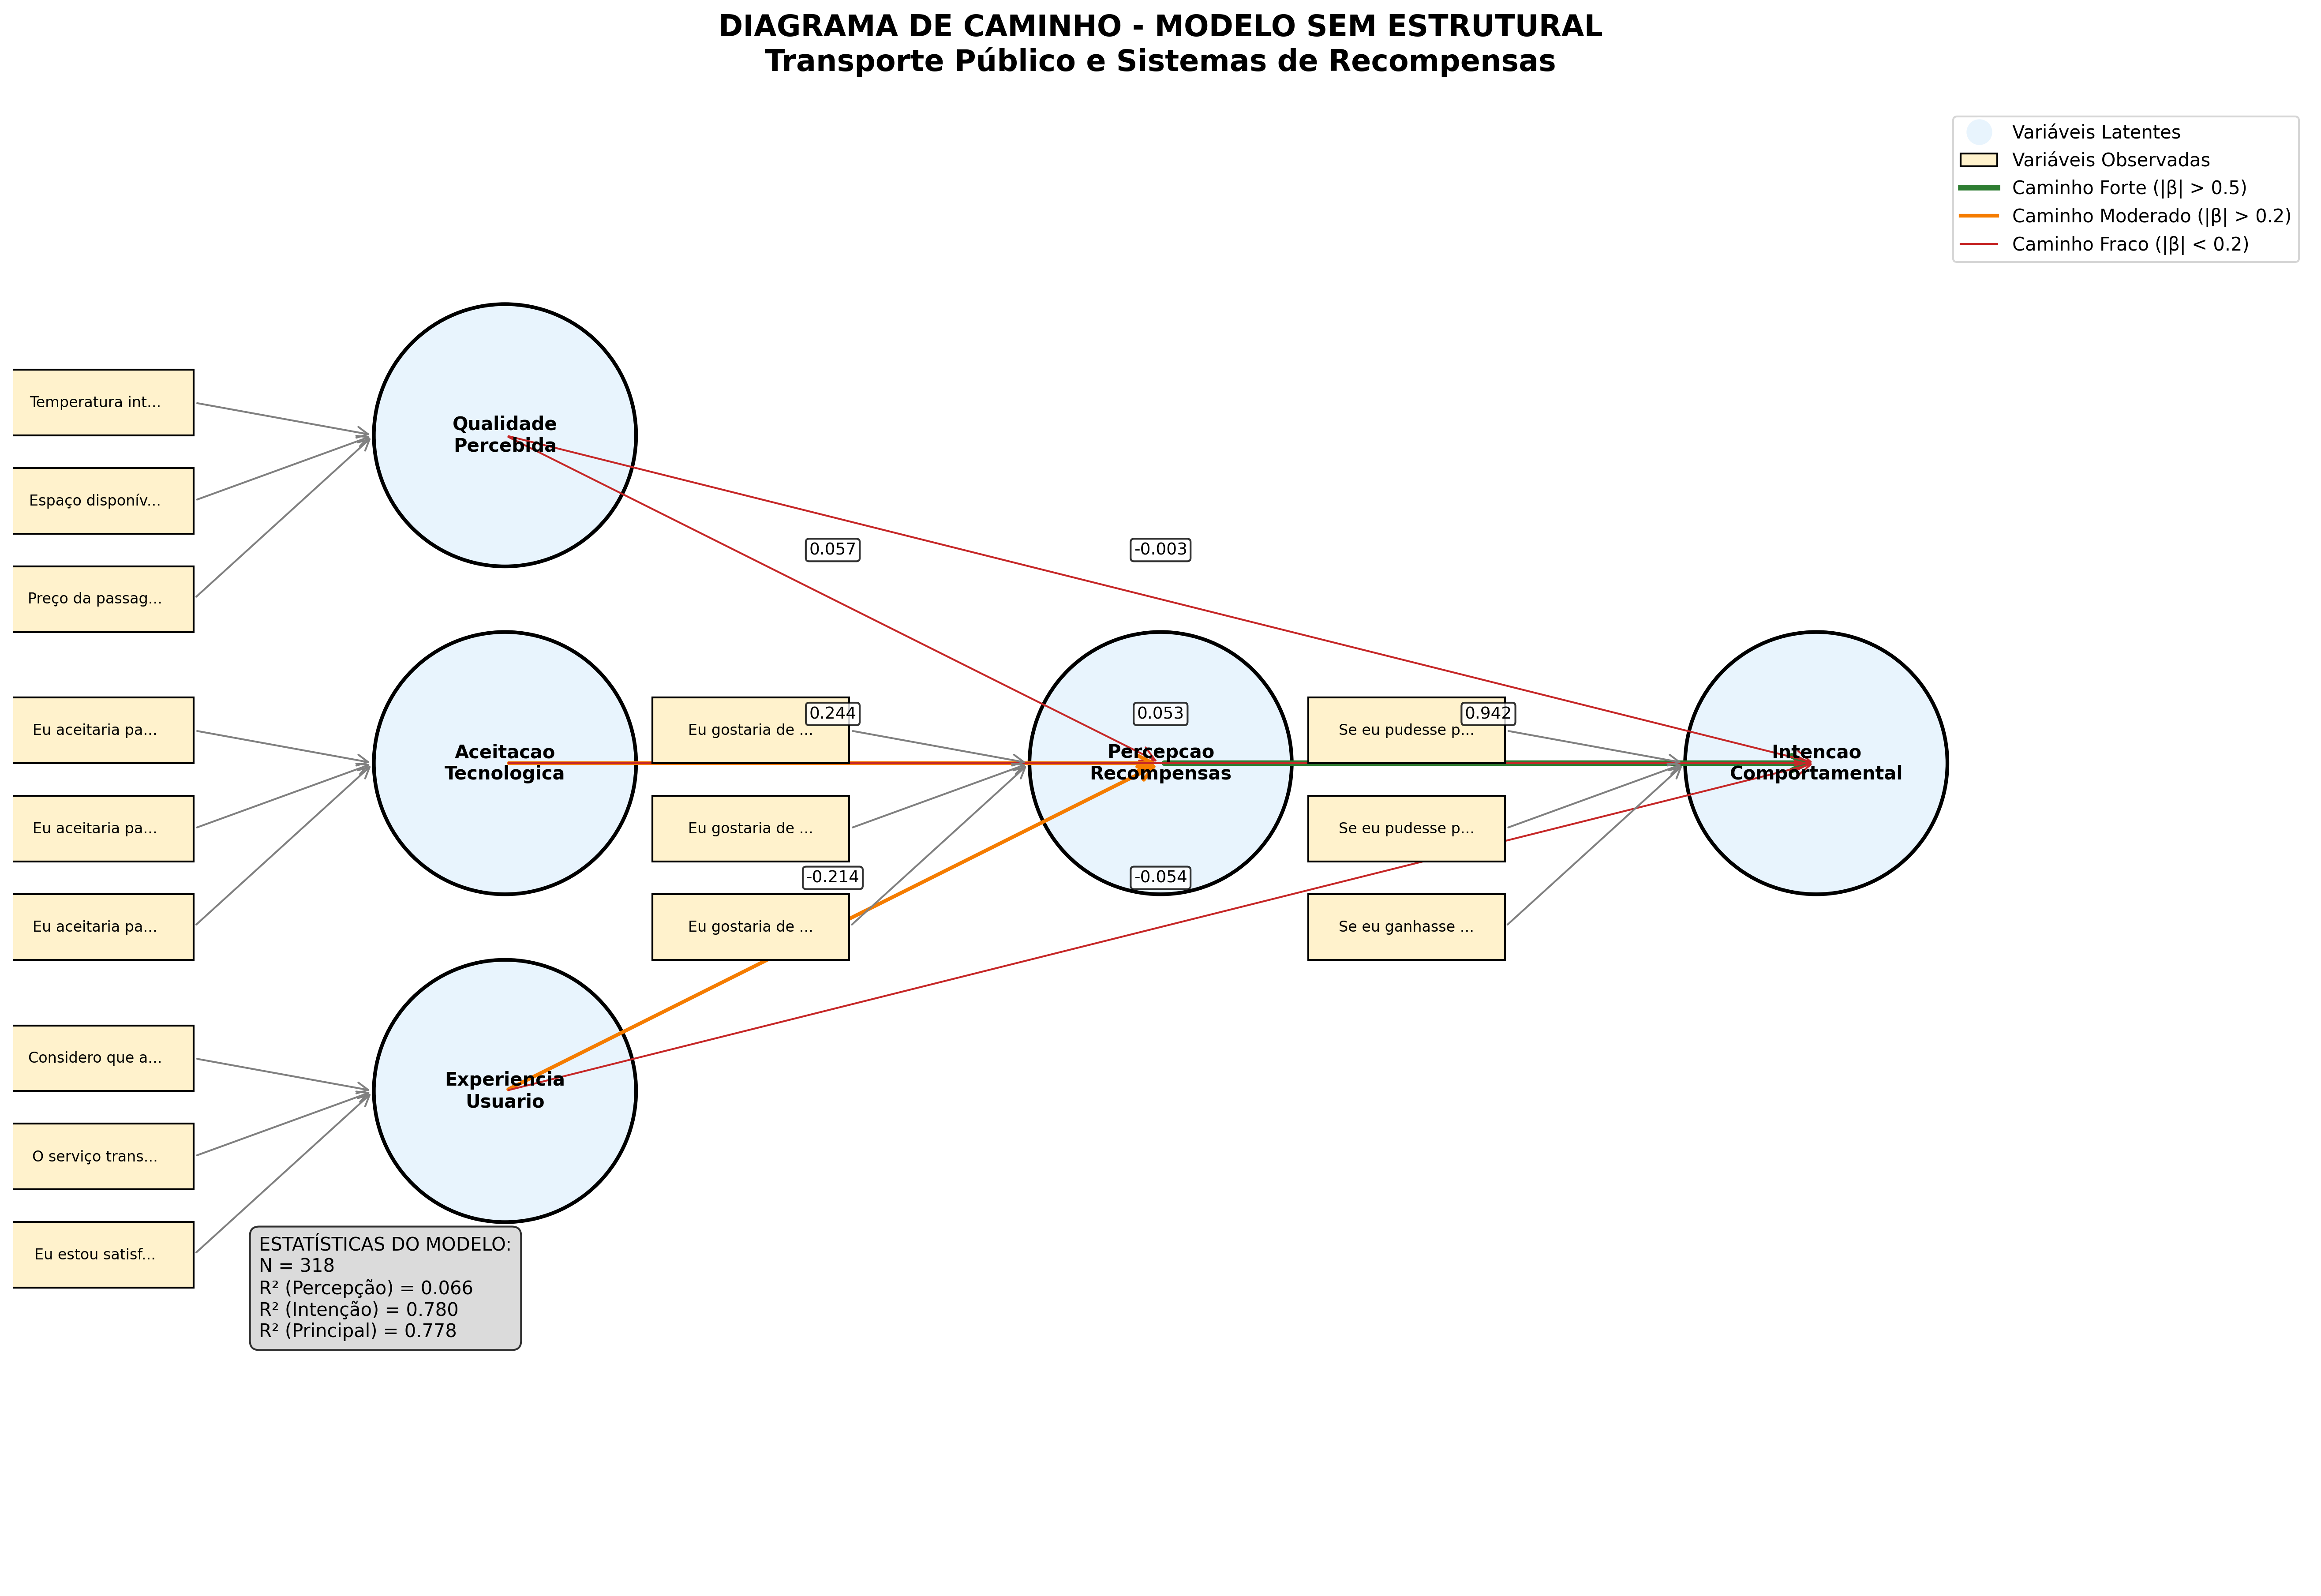 DIAGRAMA DE CAMINHO - MODELO SEM ESTRUTURAL
Transporte Público e Sistemas de Recompensas
Variáveis Latentes
Variáveis Observadas
Caminho Forte (|β| > 0.5)
Caminho Moderado (|β| > 0.2)
Caminho Fraco (|β| < 0.2)
Temperatura int...
Espaço disponív...
Preço da passag...
Qualidade
Percebida
0.057
-0.003
Eu aceitaria pa...
Eu aceitaria pa...
Eu aceitaria pa...
Aceitacao
Tecnologica
0.244
Eu gostaria de ...
Eu gostaria de ...
Eu gostaria de ...
-0.214
0.053
Percepcao
Recompensas
-0.054
0.942
Se eu pudesse p...
Se eu pudesse p...
Se eu ganhasse ...
Intencao
Comportamental
Considero que a...
O serviço trans...
Eu estou satisf...
Experiencia
Usuario
ESTATÍSTICAS DO MODELO:
N = 318
R² (Percepção) = 0.066
R² (Intenção) = 0.780
R² (Principal) = 0.778